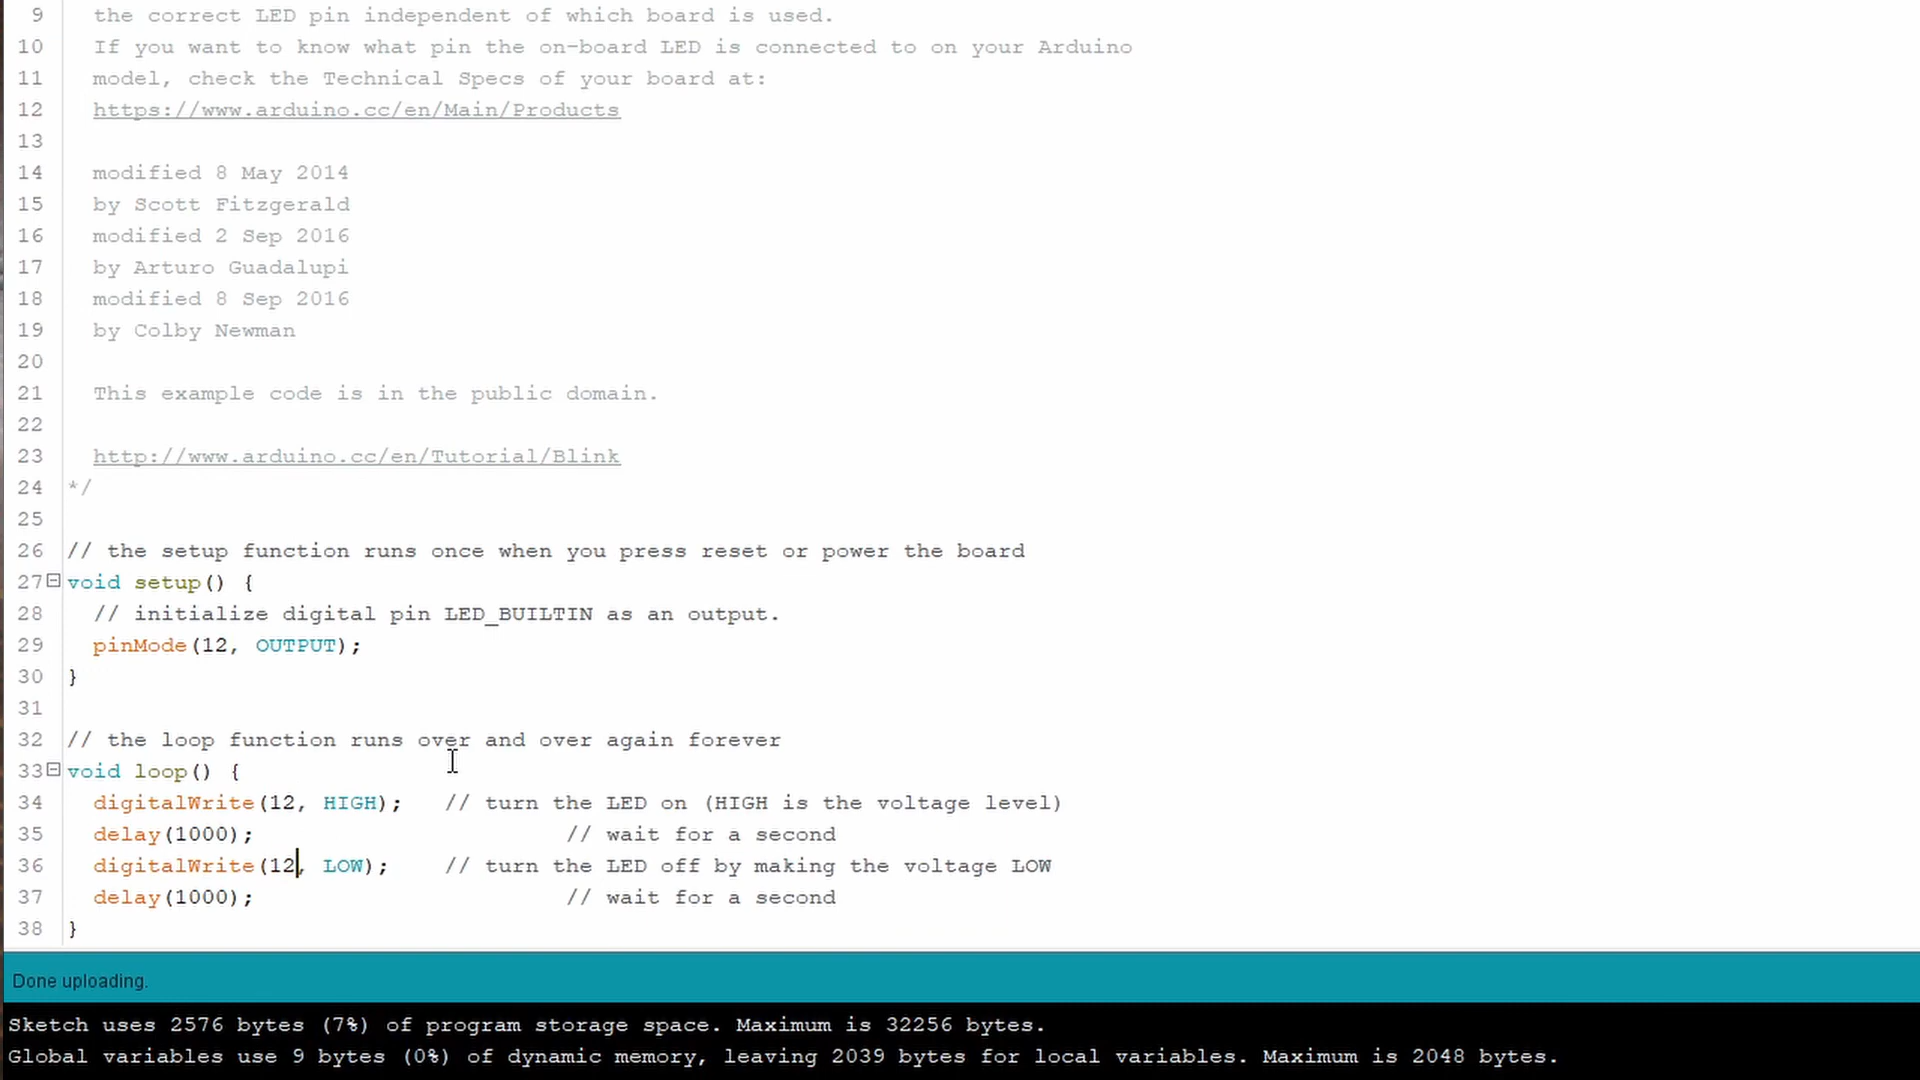 9 the correct LED pin independent of which board is used.
10 If you want to know what pin the on-board LED is connected to on your Arduino
11 model, check the Technical Specs of your board at:
12 https://www.arduino.cc/en/Main/Products
13
14 modified 8 May 2014
15 by Scott Fitzgerald
16 modified 2 Sep 2016
17 by Arturo Guadalupi
18 modified 8 Sep 2016
19 by Colby Newman
20
21 This example code is in the public domain.
22
23 http://www.arduino.cc/en/Tutorial/Blink
24 */
25
26 // the setup function runs once when you press reset or power the board
27 void setup() {
28 // initialize digital pin LED_BUILTIN as an output.
29 pinMode(12, OUTPUT);
30 }
31
32 // the loop function runs over and over again forever
33 void loop() {
34 digitalWrite(12, HIGH); // turn the LED on (HIGH is the voltage level)
35 delay(1000); // wait for a second
36 digitalWrite(12, LOW); // turn the LED off by making the voltage LOW
37 delay(1000); // wait for a second
38 }
Done uploading.
Sketch uses 2576 bytes (7%) of program storage space. Maximum is 32256 bytes.
Global variables use 9 bytes (0%) of dynamic memory, leaving 2039 bytes for local variables. Maximum is 2048 bytes.